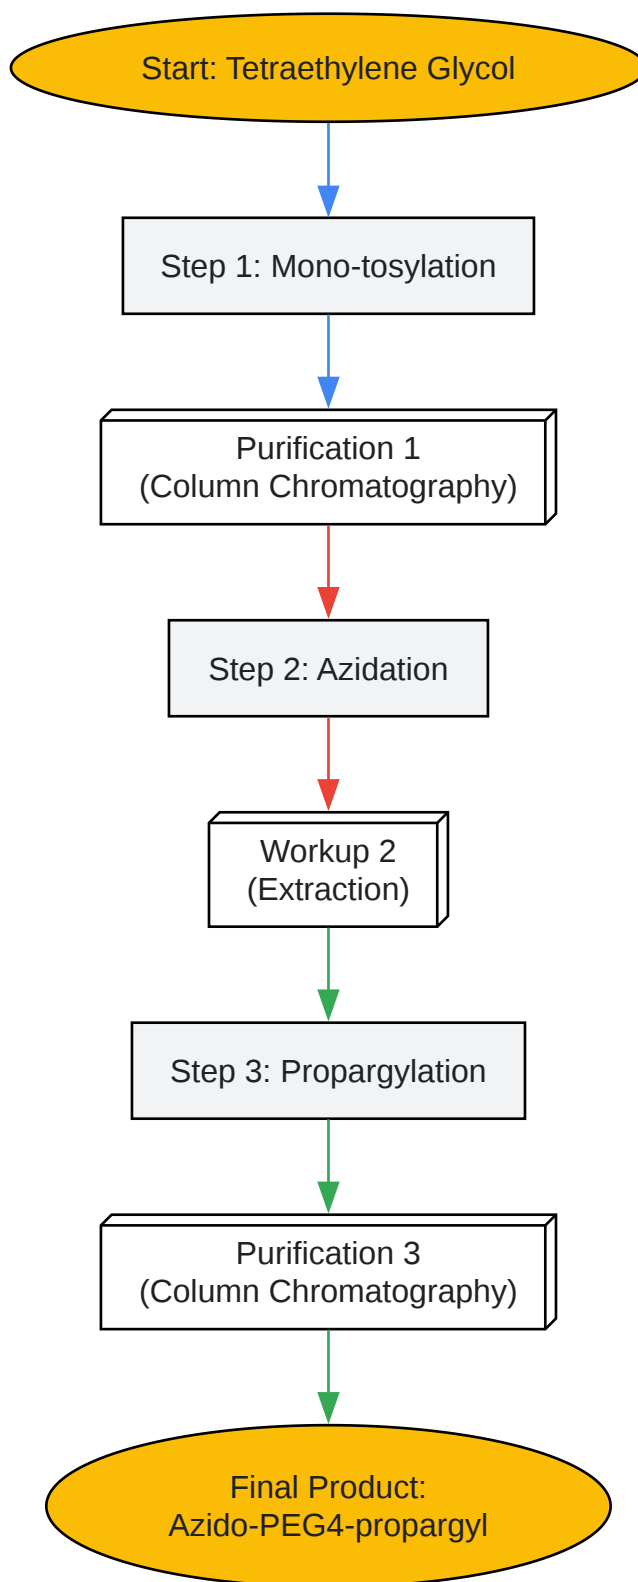 Start: Tetraethylene Glycol
Step 1: Mono-tosylation
Purification 1
(Column Chromatography)
Step 2: Azidation
Workup 2
(Extraction)
Step 3: Propargylation
Purification 3
(Column Chromatography)
Final Product:
Azido-PEG4-propargyl